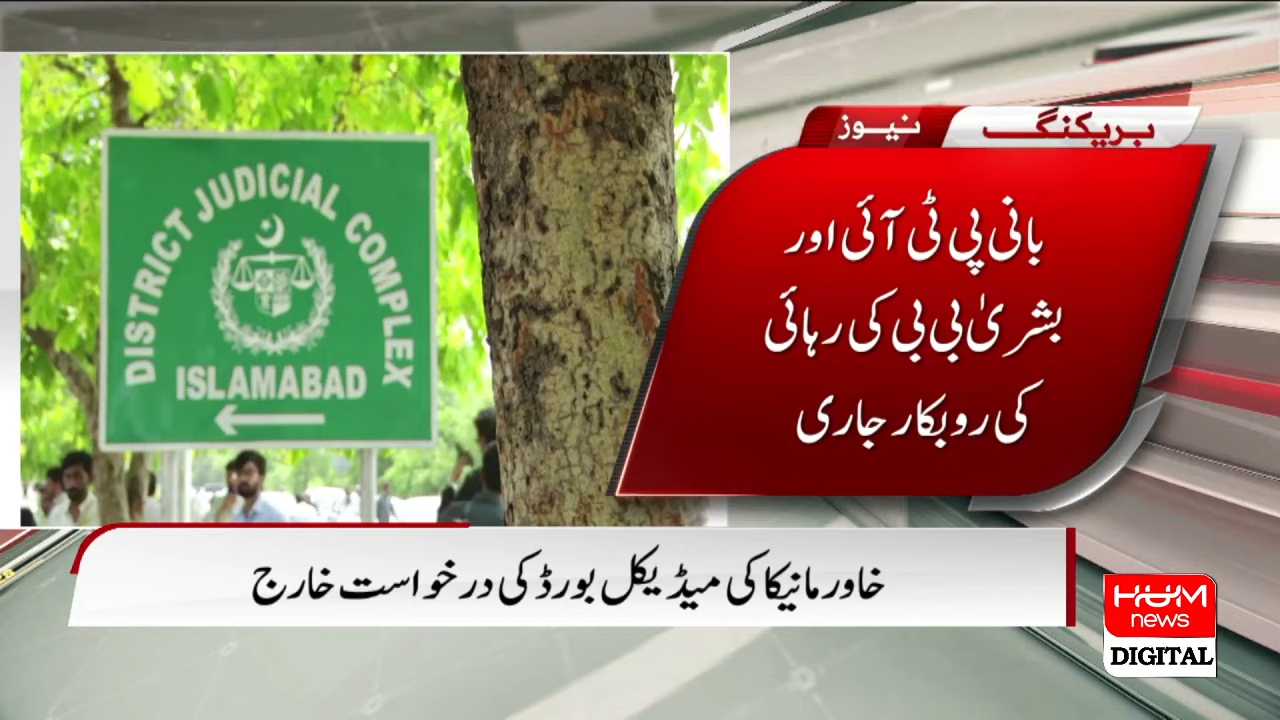 DISTRICT JUDICIAL COMPLEX
ISLAMABAD
بریکنگ نیوز
بانی پی ٹی آئی اور
بشریٰ بی بی کی رہائی
کی روبکار جاری
خاور مانیکا کی میڈیکل بورڈ کی درخواست خارج
HUM
news
DIGITAL